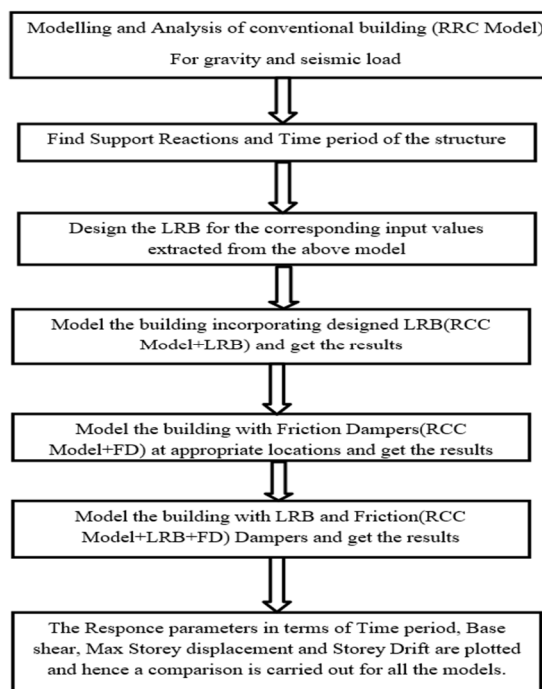 Modelling and Analysis of conventional building (RRC Model)
For gravity and seismic load
Find Support Reactions and Time period of the structure
Design the LRB for the corresponding input values
extracted from the above model
Model the building incorporating designed LRB(RCC
Model+LRB) and get the results
Model the building with Friction Dampers(RCC
Model+FD) at appropriate locations and get the results
Model the building with LRB and Friction(RCC
Model+LRB+FD) Dampers and get the results
The Responce parameters in terms of Time period, Base
shear, Max Storey displacement and Storey Drift are plotted
and hence a comparison is carried out for all the models.